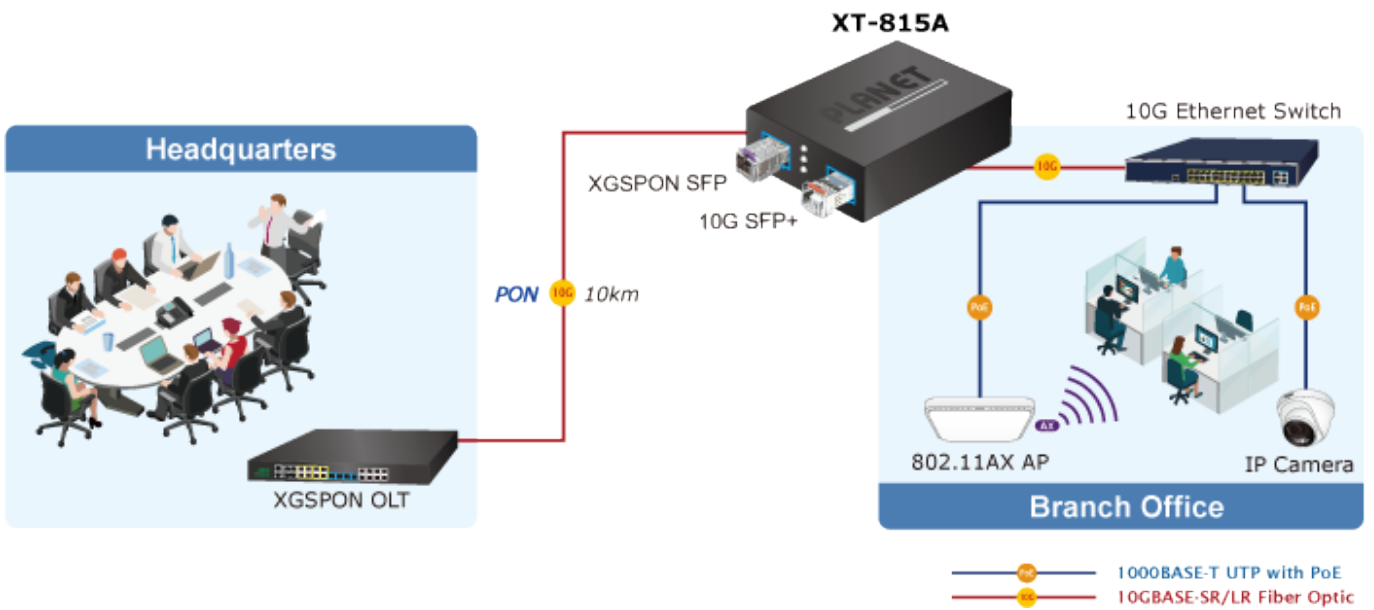 XT-815A
PLANET
10G Ethernet Switch
Headquarters
XGSPON SFP
10G
10G SFP+
PON 10G 10km
PoE
PoE
AX
802.11AX AP
IP Camera
XGSPON OLT
Branch Office
PoE 1000BASE-T UTP with PoE
10G 10GBASE-SR/LR Fiber Optic